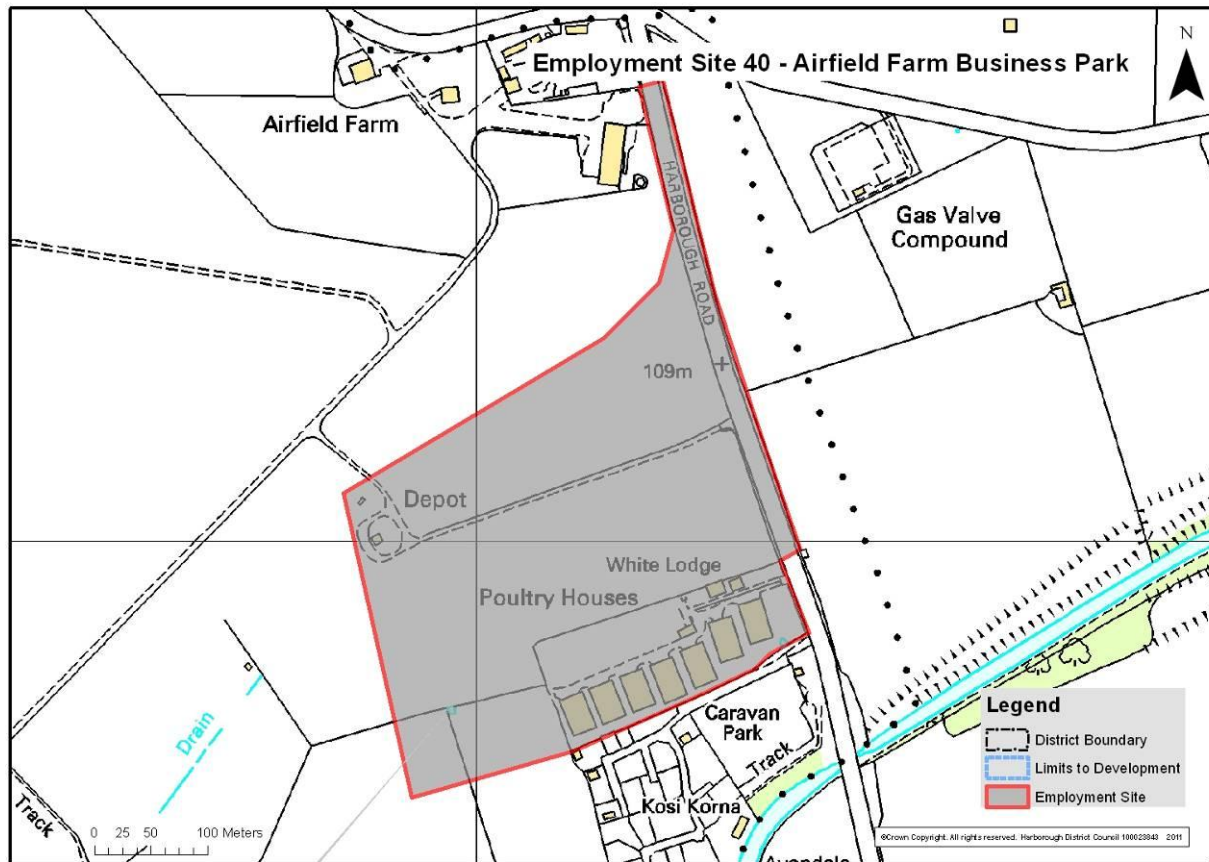 Employment Site 40 - Airfield Farm Business Park
N
Airfield Farm
HARBOROUGH ROAD
Gas Valve
Compound
109m
Depot
White Lodge
Poultry Houses
Drain
Caravan
Park
Track
Kosi Korna
Track
Avondale
Legend
District Boundary
Limits to Development
Employment Site
0 25 50 100 Meters
©Crown Copyright. All rights reserved. Harborough District Council 100023843 2011